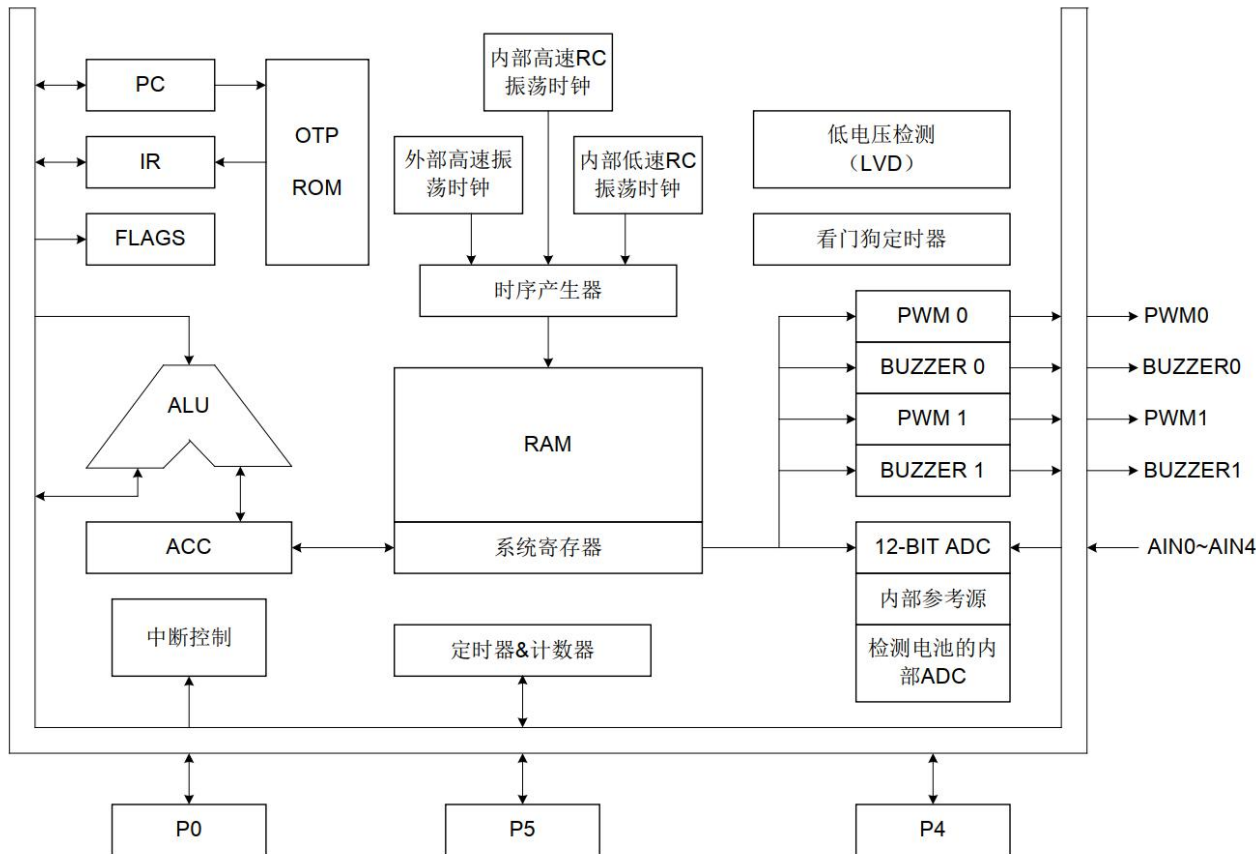 PC
IR
FLAGS
OTP
ROM
内部高速RC
振荡时钟
外部高速振
荡时钟
内部低速RC
振荡时钟
低电压检测
（LVD）
看门狗定时器
时序产生器
ALU
ACC
RAM
系统寄存器
PWM 0
BUZZER 0
PWM 1
BUZZER 1
12-BIT ADC
内部参考源
检测电池的内
部ADC
PWM0
BUZZER0
PWM1
BUZZER1
AIN0~AIN4
中断控制
定时器&计数器
P0
P5
P4